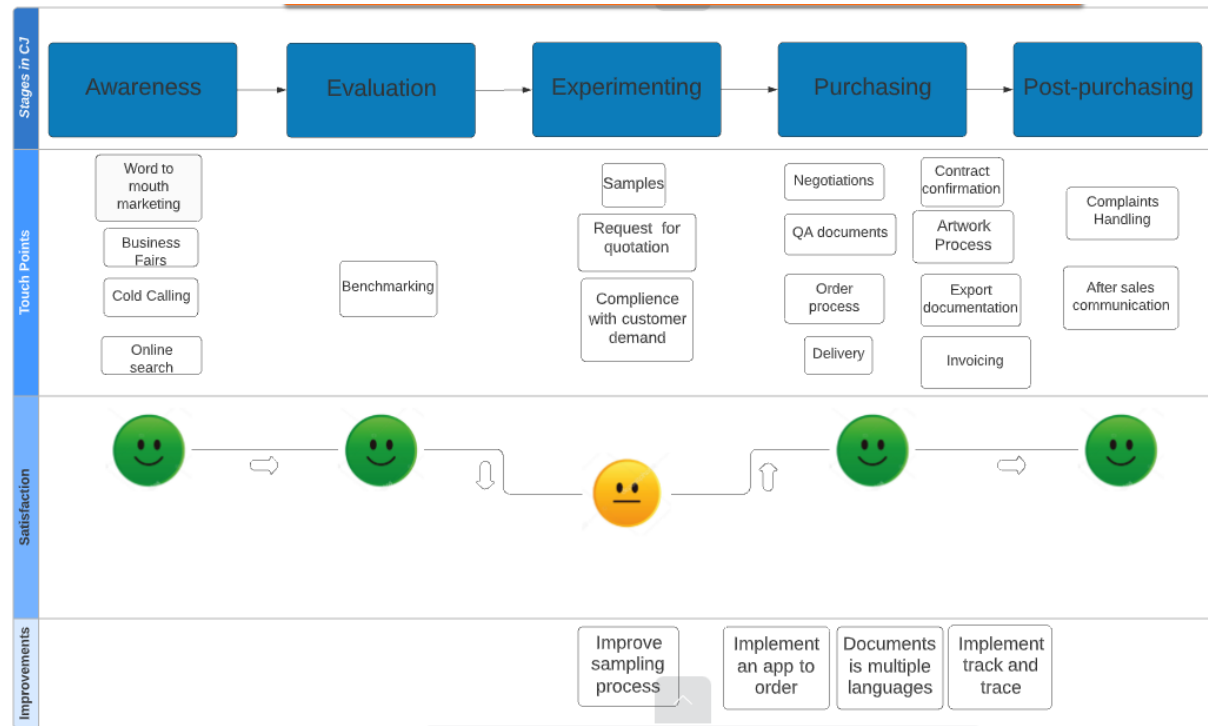 Stages in CJ
Awareness
Evaluation
Experimenting
Purchasing
Post-purchasing
Touch Points
Word to
mouth
marketing
Business
Fairs
Cold Calling
Online
search
Benchmarking
Samples
Request for
quotation
Complience
with customer
demand
Negotiations
QA documents
Order
process
Delivery
Contract
confirmation
Artwork
Process
Export
documentation
Invoicing
Complaints
Handling
After sales
communication
Satisfaction
Improvements
Improve
sampling
process
Implement
an app to
order
Documents
is multiple
languages
Implement
track and
trace